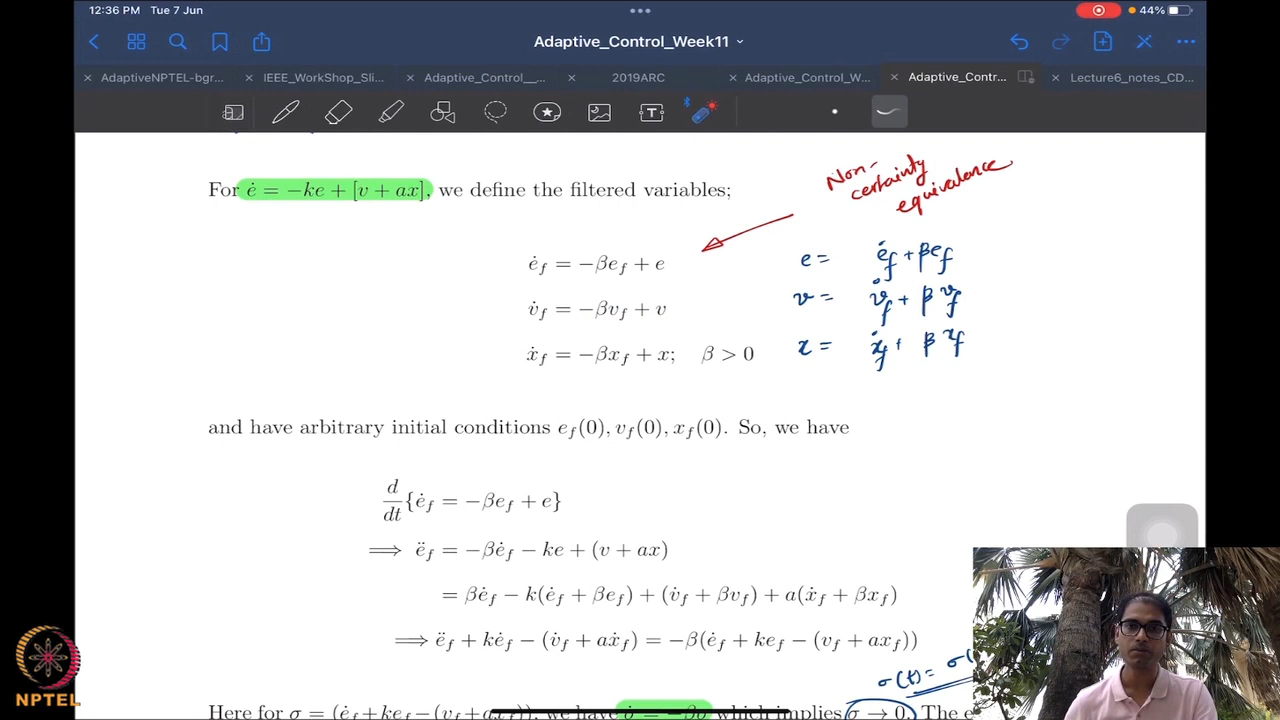 12:36 PM Tue 7 Jun
44%
Adaptive_Control_Week11
AdaptiveNPTEL-bgr...
IEEE_WorkShop_Sli...
Adaptive_Control__...
2019ARC
Adaptive_Control_W...
Adaptive_Contr...
Lecture6_notes_CD...
For ė = −ke + [v + ax], we define the filtered variables;
Non-
certainty
equivalence
ė_f = −βe_f + e
e = ė_f + βe_f
v̇_f = −βv_f + v
v = v̇_f + βv_f
ẋ_f = −βx_f + x; β > 0
x = ẋ_f + βx_f
and have arbitrary initial conditions e_f(0), v_f(0), x_f(0). So, we have
d/dt {ė_f = −βe_f + e}
⟹ ë_f = −βė_f − ke + (v + ax)
= βė_f − k(ė_f + βe_f) + (v̇_f + βv_f) + a(ẋ_f + βx_f)
⟹ ë_f + kė_f − (v̇_f + aẋ_f) = −β(ė_f + ke_f − (v_f + ax_f))
σ(t) = σ(
Here for σ = (ė_f + ke_f − (v_f + ax_f)), we have σ̇ = −βσ which implies σ → 0. The e
NPTEL